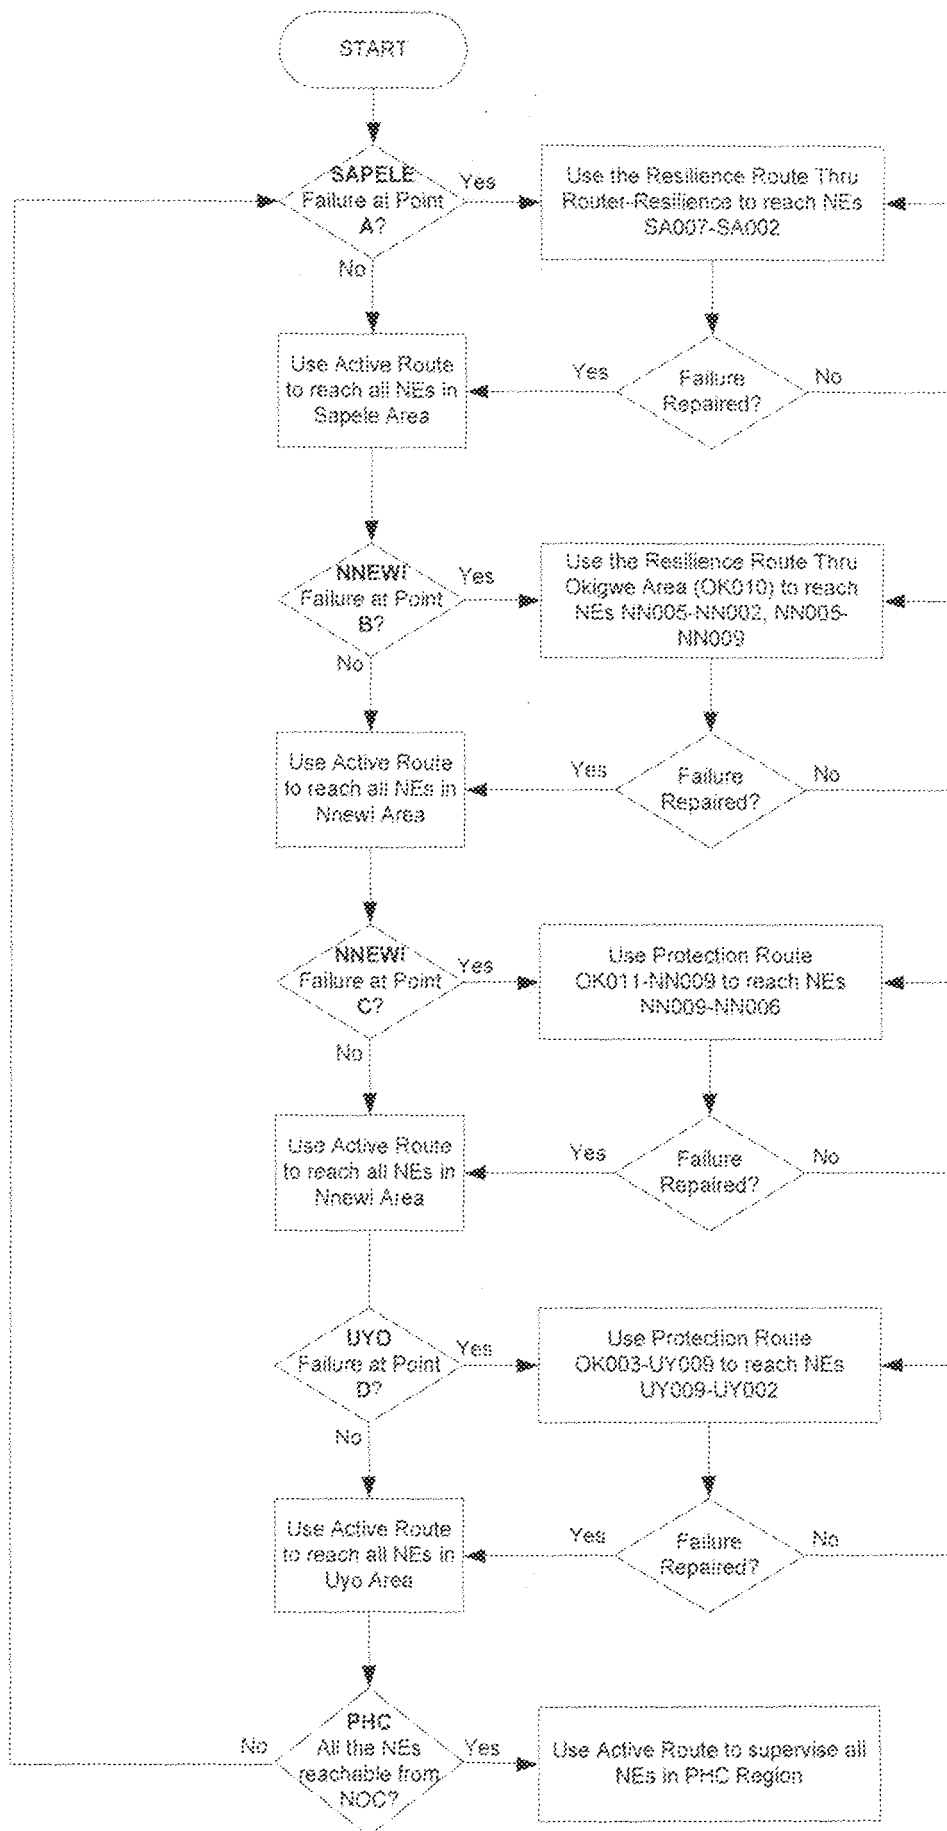 START
SAPELE
Failure at Point
A?
Yes
No
Use the Resilience Route Thru
Router-Resilience to reach NEs
SA007-SA002
Use Active Route
to reach all NEs in
Sapele Area
Yes
Failure
Repaired?
No
NNEWI
Failure at Point
B?
Yes
No
Use the Resilience Route Thru
Okigwe Area (OK010) to reach
NEs NN005-NN002, NN005-
NN009
Use Active Route
to reach all NEs in
Nnewi Area
Yes
Failure
Repaired?
No
NNEWI
Failure at Point
C?
Yes
No
Use Protection Route
OK011-NN009 to reach NEs
NN009-NN006
Use Active Route
to reach all NEs in
Nnewi Area
Yes
Failure
Repaired?
No
UYO
Failure at Point
D?
Yes
No
Use Protection Route
OK003-UY009 to reach NEs
UY009-UY002
Use Active Route
to reach all NEs in
Uyo Area
Yes
Failure
Repaired?
No
No
PHC
All the NEs
reachable from
NOC?
Yes
Use Active Route to supervise all
NEs in PHC Region